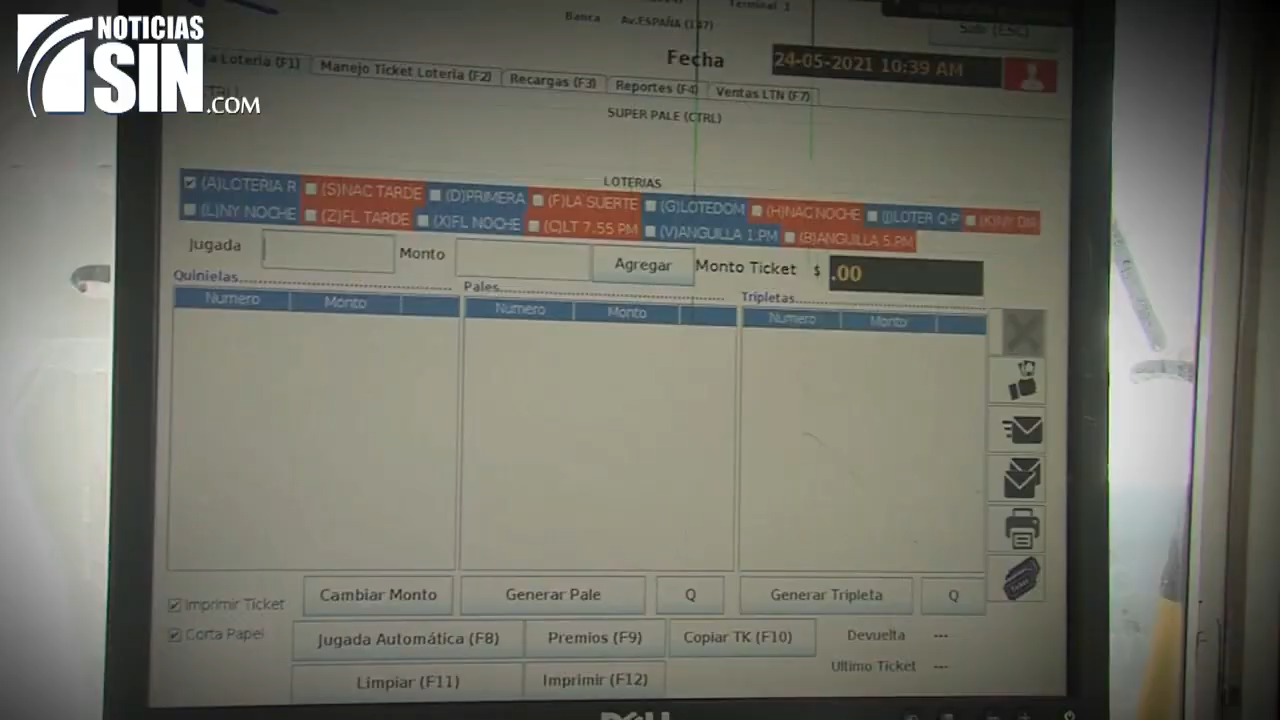 NOTICIAS
SIN
.COM
Terminal 1
Banca Av.ESPAÑA (147)
Salir (ESC)
Fecha 24-05-2021 10:39 AM
Loteria (F1) Manejo Ticket Loteria (F2) Recargas (F3) Reportes (F4) Ventas LTN (F7)
SUPER PALE (CTRL)
LOTERIAS
(A)LOTERIA R (S)NAC TARDE (D)PRIMERA (F)LA SUERTE (G)LOTEDOM (H)NAC NOCHE (J)LOTER Q-P (K)NY DIA
(L)NY NOCHE (Z)FL TARDE (X)FL NOCHE (C)LT 7.55 PM (V)ANGUILLA 1.PM (B)ANGUILLA 5.PM
Jugada Monto Agregar Monto Ticket $ .00
Quinielas Pales Tripletas
Numero Monto Numero Monto Numero Monto
Imprimir Ticket Cambiar Monto Generar Pale Q Generar Tripleta Q
Corta Papel Jugada Automática (F8) Premios (F9) Copiar TK (F10) Devuelta ---
Limpiar (F11) Imprimir (F12) Ultimo Ticket ---
DELL